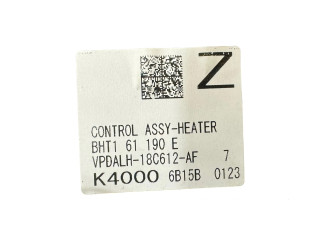 Z
CONTROL ASSY-HEATER
BHT1 61 190 E
VPDALH-18C612-AF 7
K4000 6B15B 0123